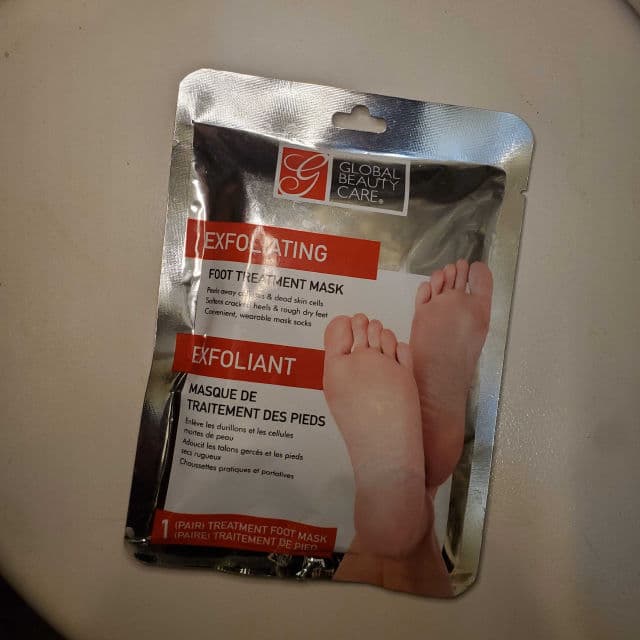 G
GLOBAL
BEAUTY
CARE®
EXFOLIATING
FOOT TREATMENT MASK
Peels away calluses & dead skin cells
Softens cracked heels & rough dry feet
Convenient, wearable mask socks
EXFOLIANT
MASQUE DE
TRAITEMENT DES PIEDS
Enlève les durillons et les cellules
mortes de peau
Adoucit les talons gercés et les pieds
secs rugueux
Chaussettes pratiques et portatives
1 (PAIR) TREATMENT FOOT MASK
(PAIRE) TRAITEMENT DE PIED